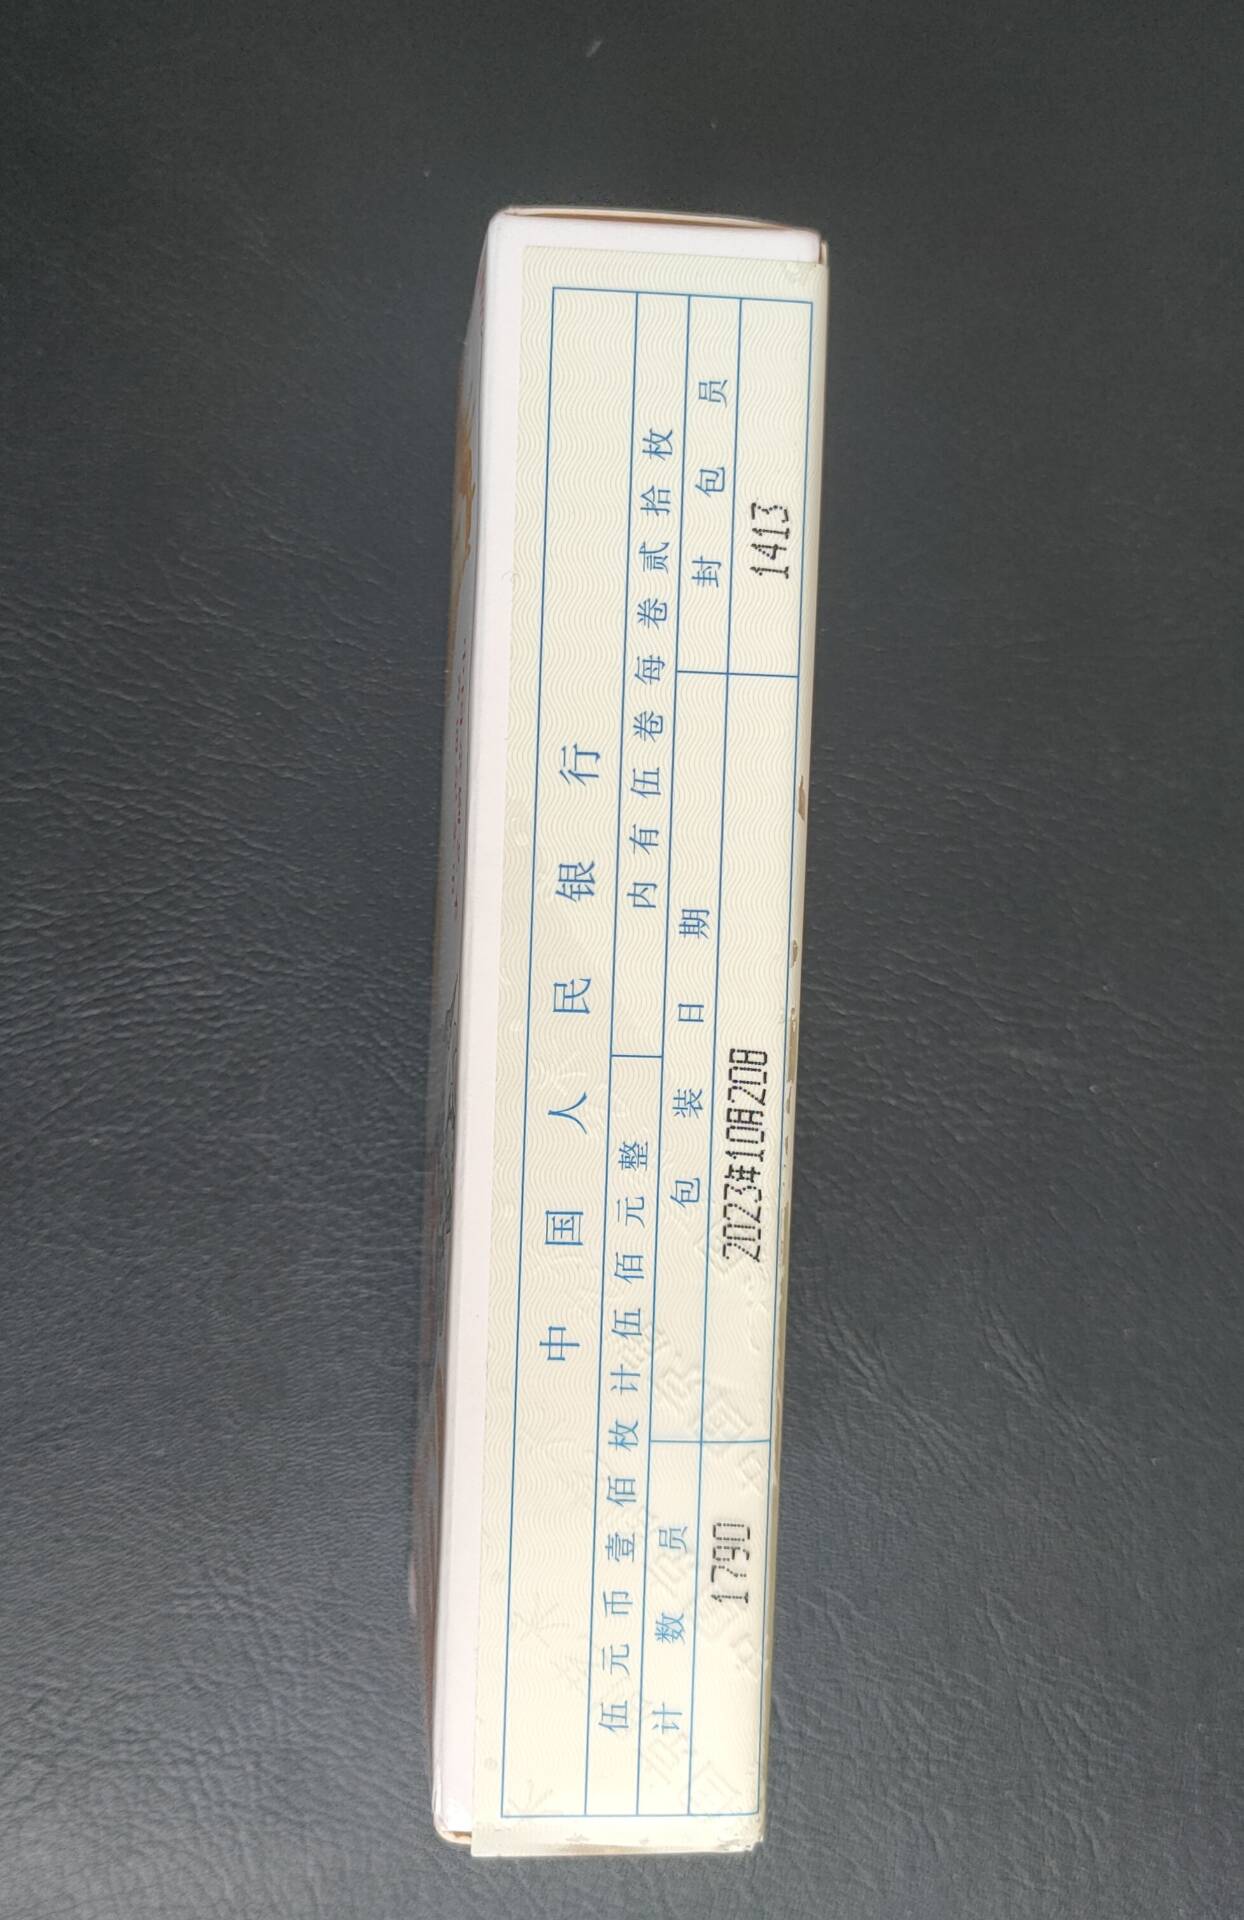 中国人民银行
伍元币壹佰枚计伍佰元整 内有伍卷每卷贰拾枚
计数员 包装日期 封包员
1790 2023年10月20日 1413